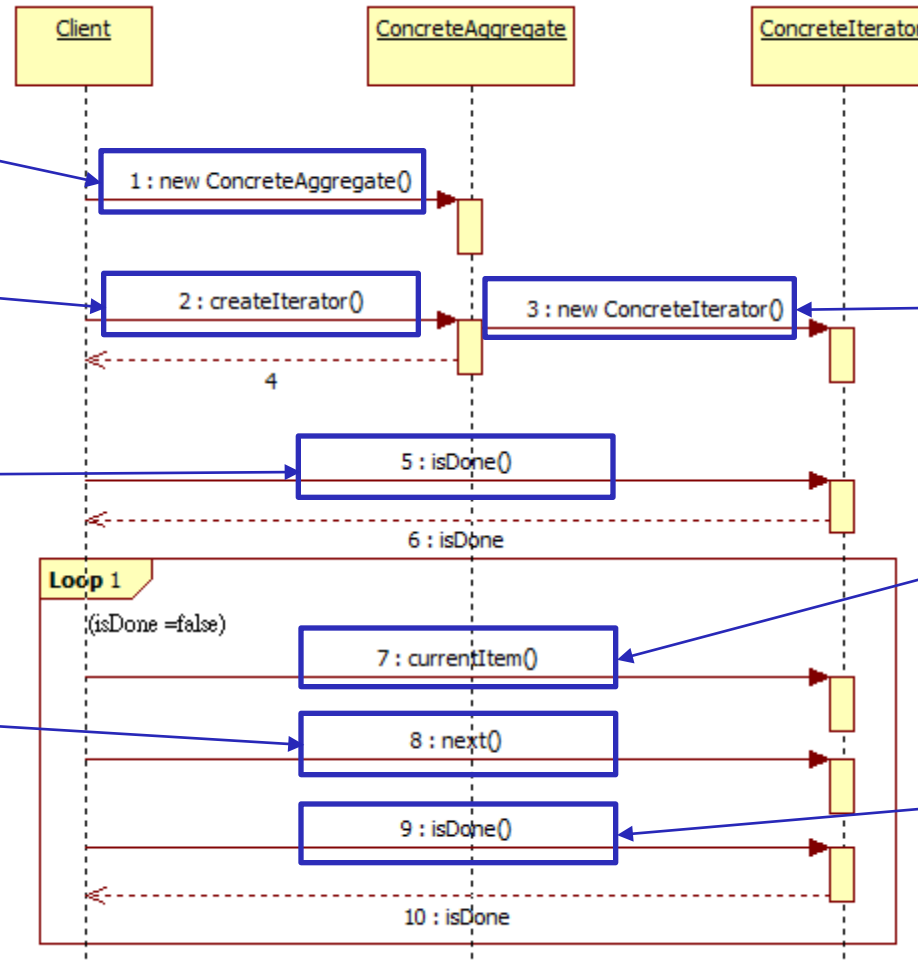 Client
ConcreteAggregate
ConcreteIterator
1 : new ConcreteAggregate()
2 : createIterator()
3 : new ConcreteIterator()
4
5 : isDone()
6 : isDone
Loop 1
(isDone =false)
7 : currentItem()
8 : next()
9 : isDone()
10 : isDone